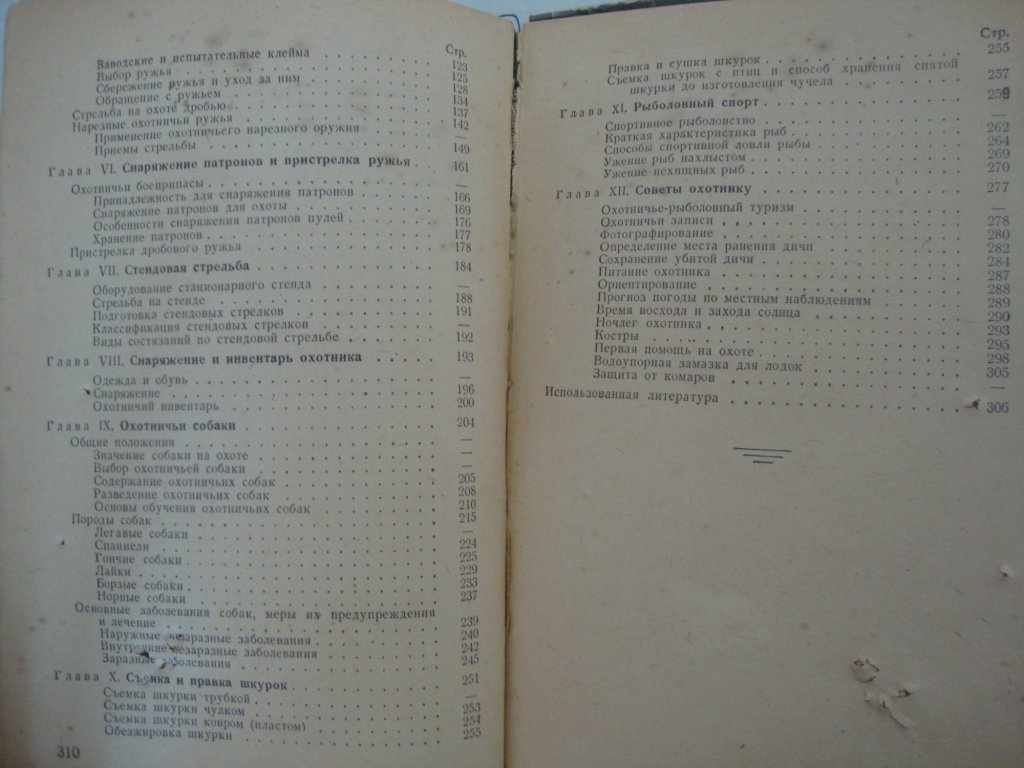 Стр.
Заводские и испытательные клейма 123
Выбор ружья 125
Сбережение ружья и уход за ним 128
Обращение с ружьем 134
Стрельба на охоте дробью 137
Нарезные охотничьи ружья 142
Применение охотничьего нарезного оружия —
Приемы стрельбы 149
Глава VI. Снаряжение патронов и пристрелка ружья 161
Охотничьи боеприпасы —
Принадлежность для снаряжения патронов 166
Снаряжение патронов для охоты 169
Особенности снаряжения патронов пулей 176
Хранение патронов 177
Пристрелка дробового ружья 178
Глава VII. Стендовая стрельба 184
Оборудование стационарного стенда —
Стрельба на стенде 188
Подготовка стендовых стрелков 191
Классификация стендовых стрелков —
Виды состязаний по стендовой стрельбе 192
Глава VIII. Снаряжение и инвентарь охотника 193
Одежда и обувь —
Снаряжение 196
Охотничий инвентарь 200
Глава IX. Охотничьи собаки 204
Общие положения —
Значение собаки на охоте —
Выбор охотничьей собаки —
Содержание охотничьих собак 205
Разведение охотничьих собак 208
Основы обучения охотничьих собак 210
Породы собак 215
Легавые собаки —
Спаниели 224
Гончие собаки 225
Лайки 229
Борзые собаки 233
Норные собаки 237
Основные заболевания собак, меры их предупреждения
и лечение 239
Наружные незаразные заболевания 240
Внутренние незаразные заболевания 242
Заразные заболевания 245
Глава X. Съемка и правка шкурок 251
Съемка шкурки трубкой —
Съемка шкурки чулком 253
Съемка шкурки ковром (пластом) 254
Обезжировка шкурки 255
310
Стр.
Правка и сушка шкурок 255
Съемка шкурок с птиц и способ хранения снятой
шкурки до изготовления чучела 257
Глава XI. Рыболовный спорт 259
Спортивное рыболовство —
Краткая характеристика рыб 262
Способы спортивной ловли рыбы 264
Ужение рыб нахлыстом 269
Ужение нехищных рыб 270
Глава XII. Советы охотнику 277
Охотничье-рыболовный туризм —
Охотничьи записи 278
Фотографирование 280
Определение места ранения дичи 282
Сохранение убитой дичи 284
Питание охотника 287
Ориентирование 288
Прогноз погоды по местным наблюдениям 289
Время восхода и захода солнца 290
Ночлег охотника 293
Костры 295
Первая помощь на охоте 298
Водоупорная замазка для лодок 305
Защита от комаров —
Использованная литература 306